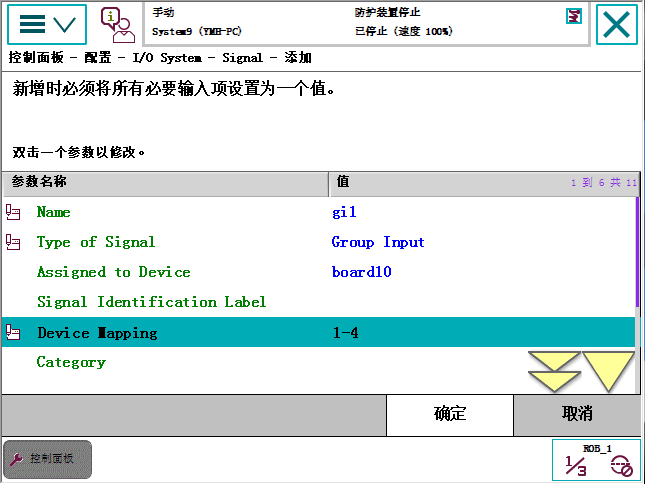 手动
System9 (YMH-PC)
防护装置停止
已停止 (速度 100%)
控制面板 - 配置 - I/O System - Signal - 添加
新增时必须将所有必要输入项设置为一个值。
双击一个参数以修改。
参数名称 值 1 到 6 共 11
Name gi1
Type of Signal Group Input
Assigned to Device board10
Signal Identification Label
Device Mapping 1-4
Category
确定 取消
控制面板
ROB_1
1/3